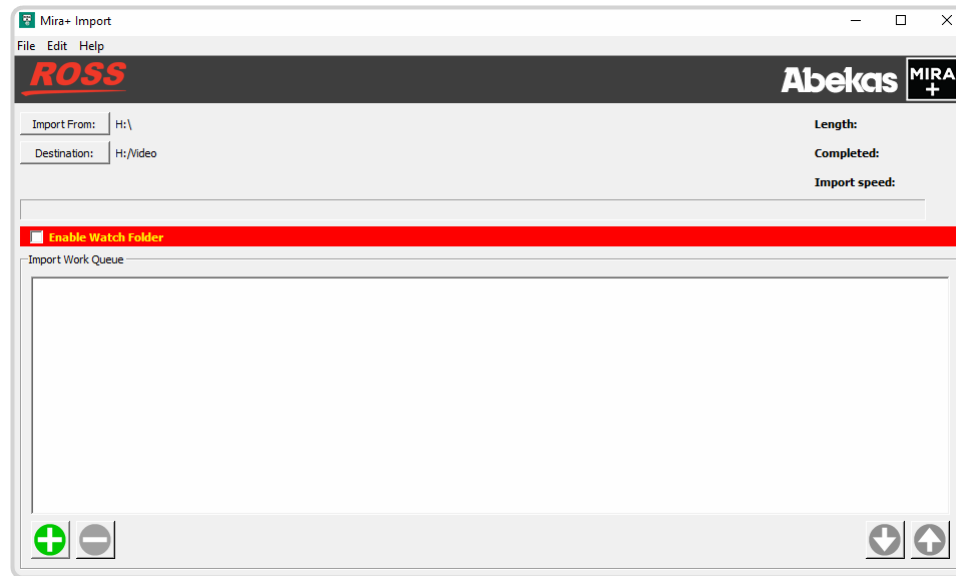 Mira+ Import
File Edit Help
ROSS
Abekas MIRA
+
Import From: H:\
Length:
Destination: H:/Video
Completed:
Import speed:
Enable Watch Folder
Import Work Queue